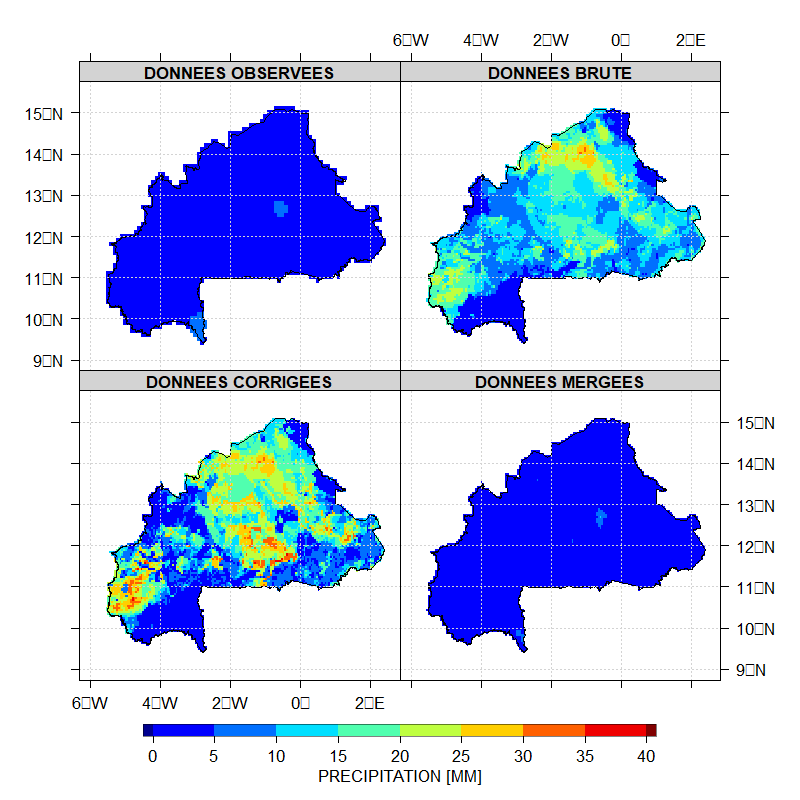 6□W 4□W 2□W 0□ 2□E
DONNEES OBSERVEES DONNEES BRUTE
15□N
14□N
13□N
12□N
11□N
10□N
9□N
DONNEES CORRIGEES DONNEES MERGEES
15□N
14□N
13□N
12□N
11□N
10□N
9□N
6□W 4□W 2□W 0□ 2□E
0 5 10 15 20 25 30 35 40
PRECIPITATION [MM]